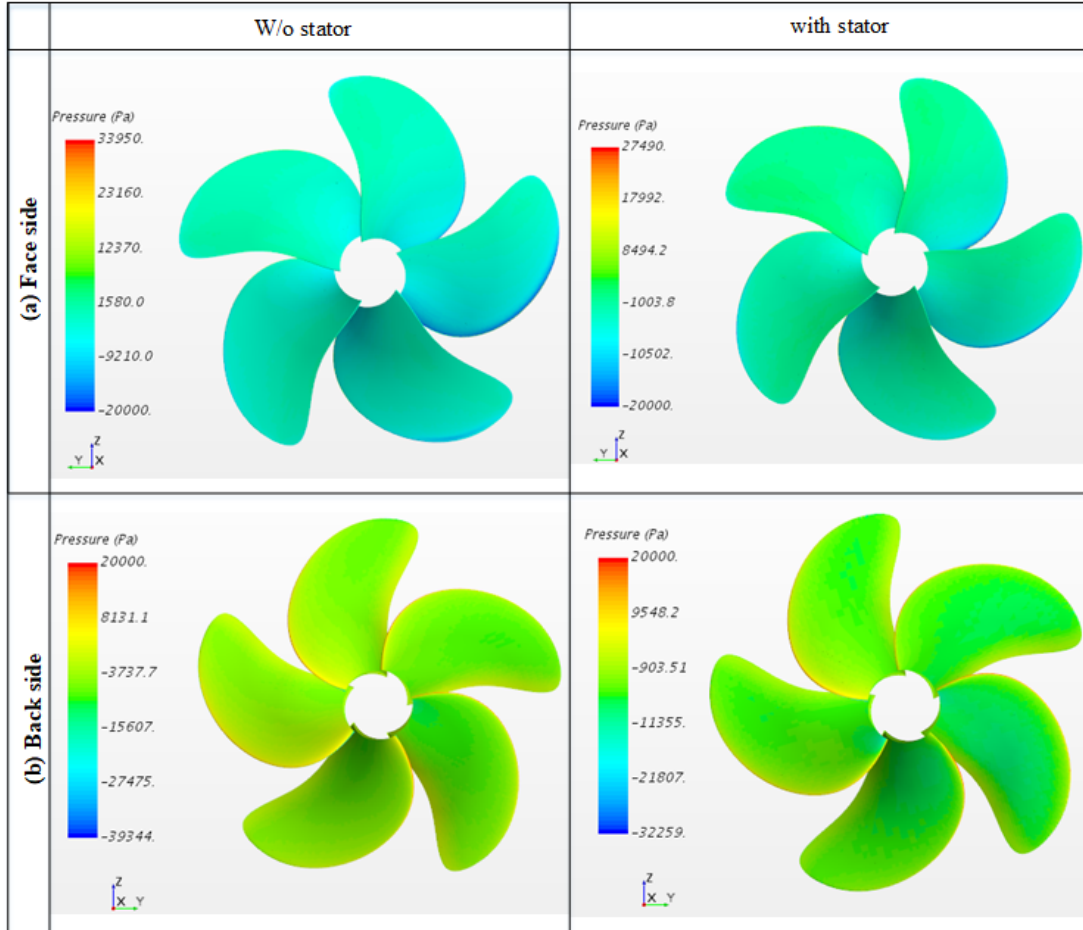 W/o stator
with stator
(a) Face side
Pressure (Pa)
33950.
23160.
12370.
1580.0
-9210.0
-20000.
Z
Y
X
Pressure (Pa)
27490.
17992.
8494.2
-1003.8
-10502.
-20000.
Z
Y
X
(b) Back side
Pressure (Pa)
20000.
8131.1
-3737.7
-15607.
-27475.
-39344.
Z
X
Y
Pressure (Pa)
20000.
9548.2
-903.51
-11355.
-21807.
-32259.
Z
X
Y